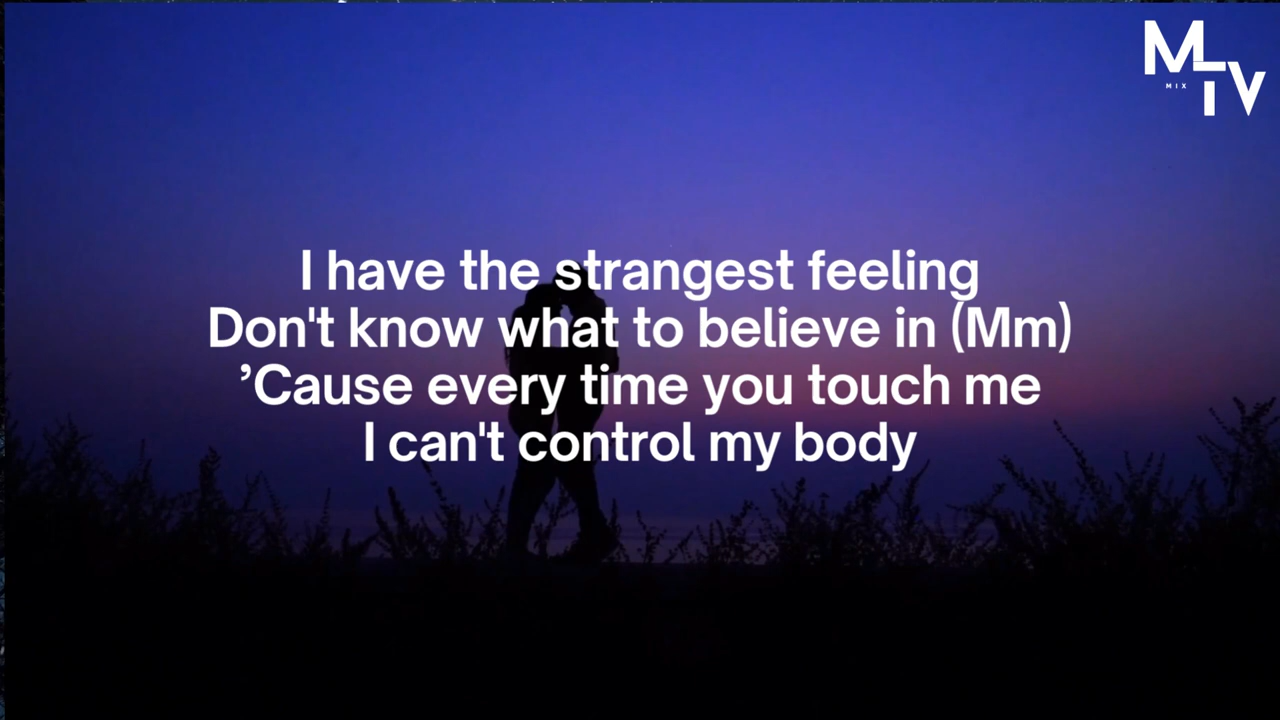 MLTV
MIX
I have the strangest feeling
Don't know what to believe in (Mm)
’Cause every time you touch me
I can't control my body